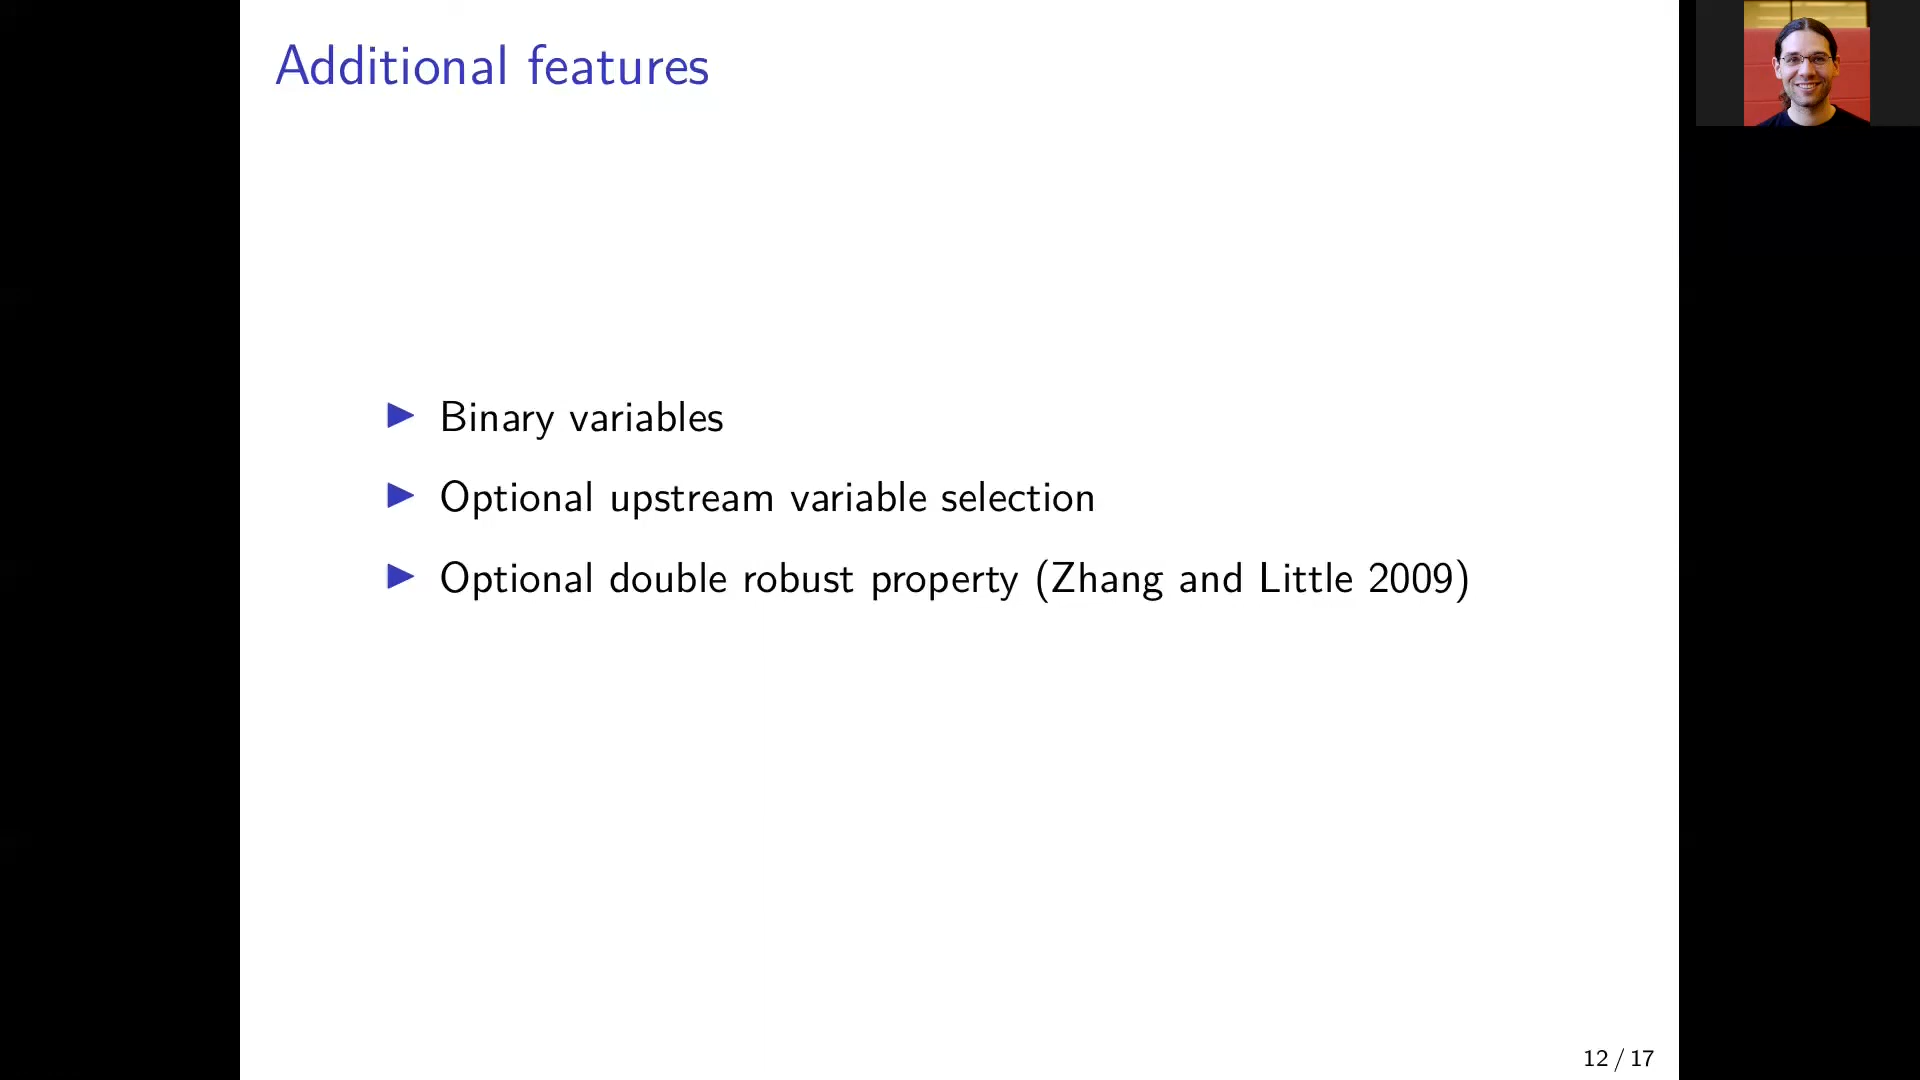 Additional features
Binary variables
Optional upstream variable selection
Optional double robust property (Zhang and Little 2009)
12 / 17